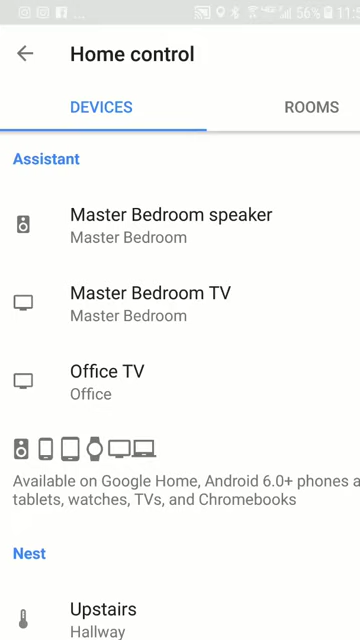 56%
Home control
DEVICES
ROOMS
Assistant
Master Bedroom speaker
Master Bedroom
Master Bedroom TV
Master Bedroom
Office TV
Office
Available on Google Home, Android 6.0+ phones a
tablets, watches, TVs, and Chromebooks
Nest
Upstairs
Hallway